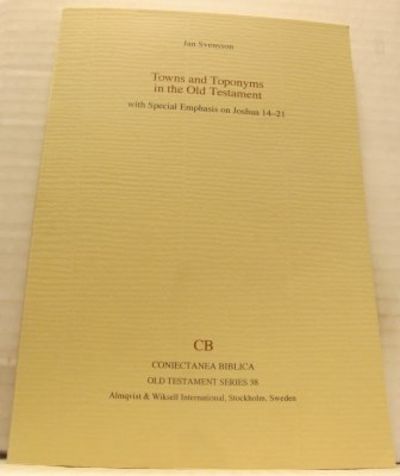 Jan Svensson
Towns and Toponyms
in the Old Testament
with Special Emphasis on Joshua 14-21
CB
CONIECTANEA BIBLICA
OLD TESTAMENT SERIES 38
Almqvist & Wiksell International, Stockholm, Sweden